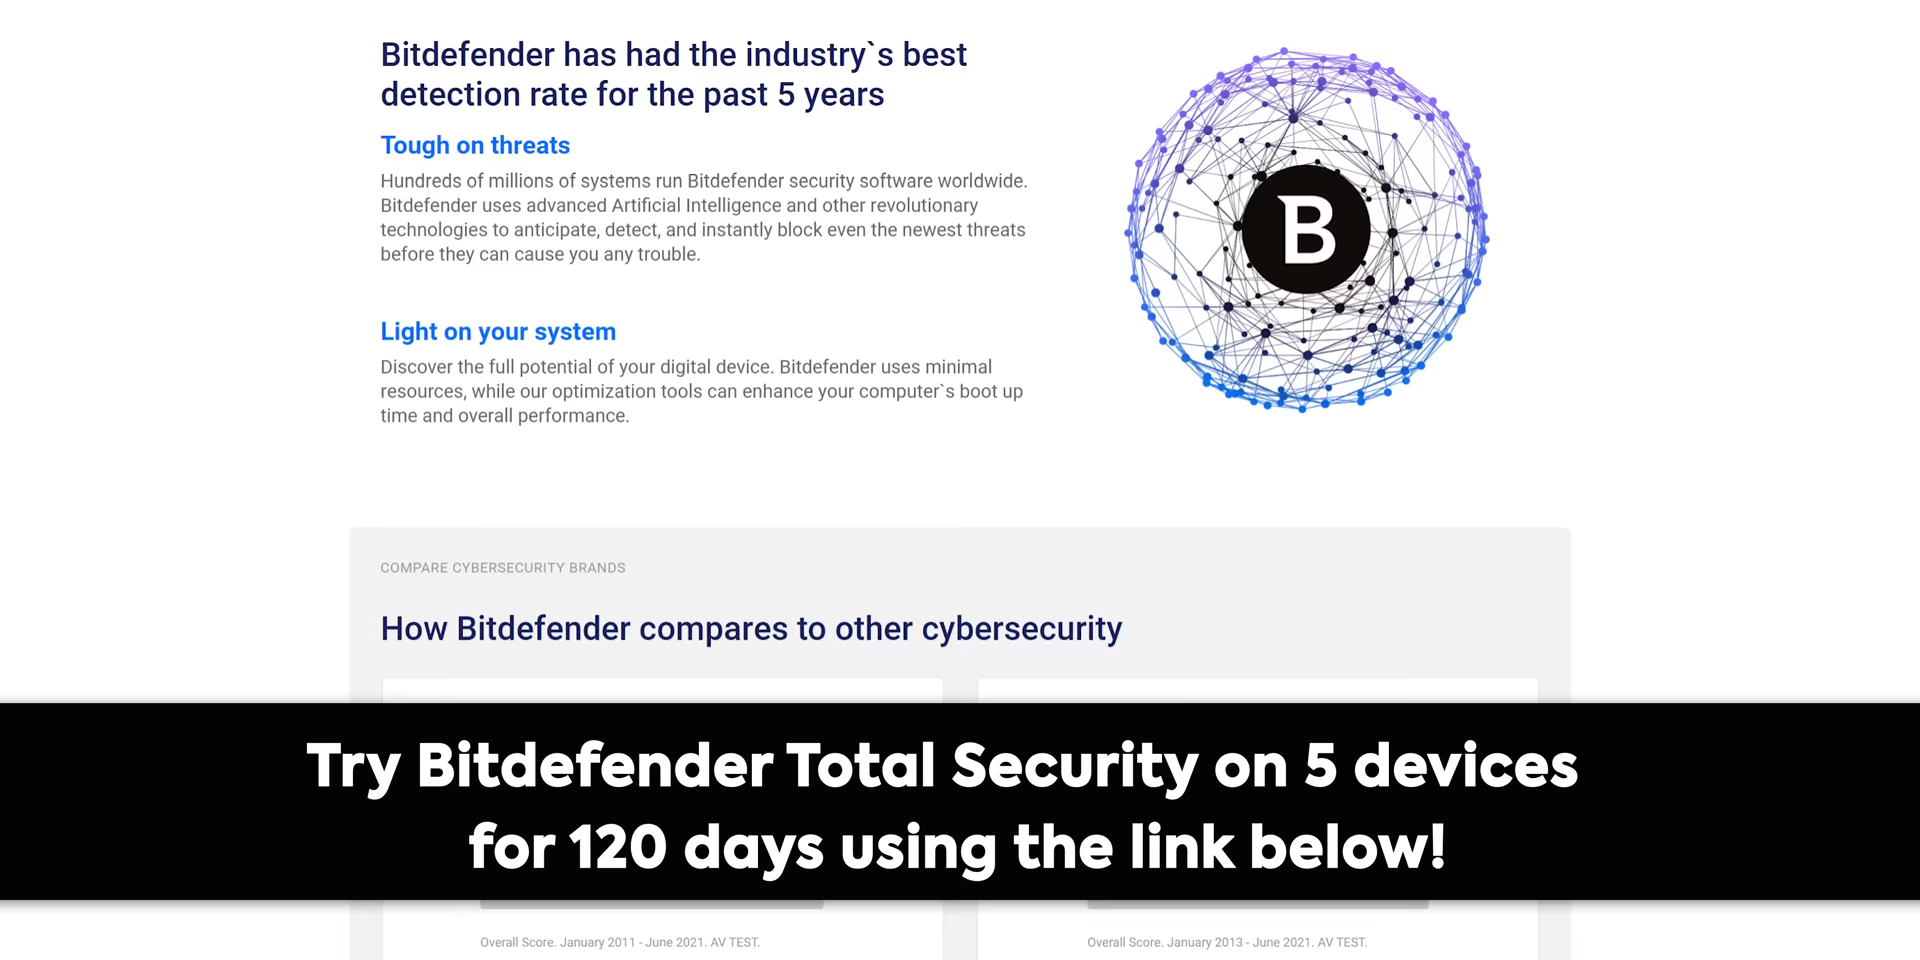 Bitdefender has had the industry`s best
detection rate for the past 5 years
Tough on threats
Hundreds of millions of systems run Bitdefender security software worldwide.
Bitdefender uses advanced Artificial Intelligence and other revolutionary
technologies to anticipate, detect, and instantly block even the newest threats
before they can cause you any trouble.
Light on your system
Discover the full potential of your digital device. Bitdefender uses minimal
resources, while our optimization tools can enhance your computer`s boot up
time and overall performance.
B
COMPARE CYBERSECURITY BRANDS
How Bitdefender compares to other cybersecurity
Try Bitdefender Total Security on 5 devices
for 120 days using the link below!
Overall Score. January 2011 - June 2021. AV TEST.
Overall Score. January 2013 - June 2021. AV TEST.